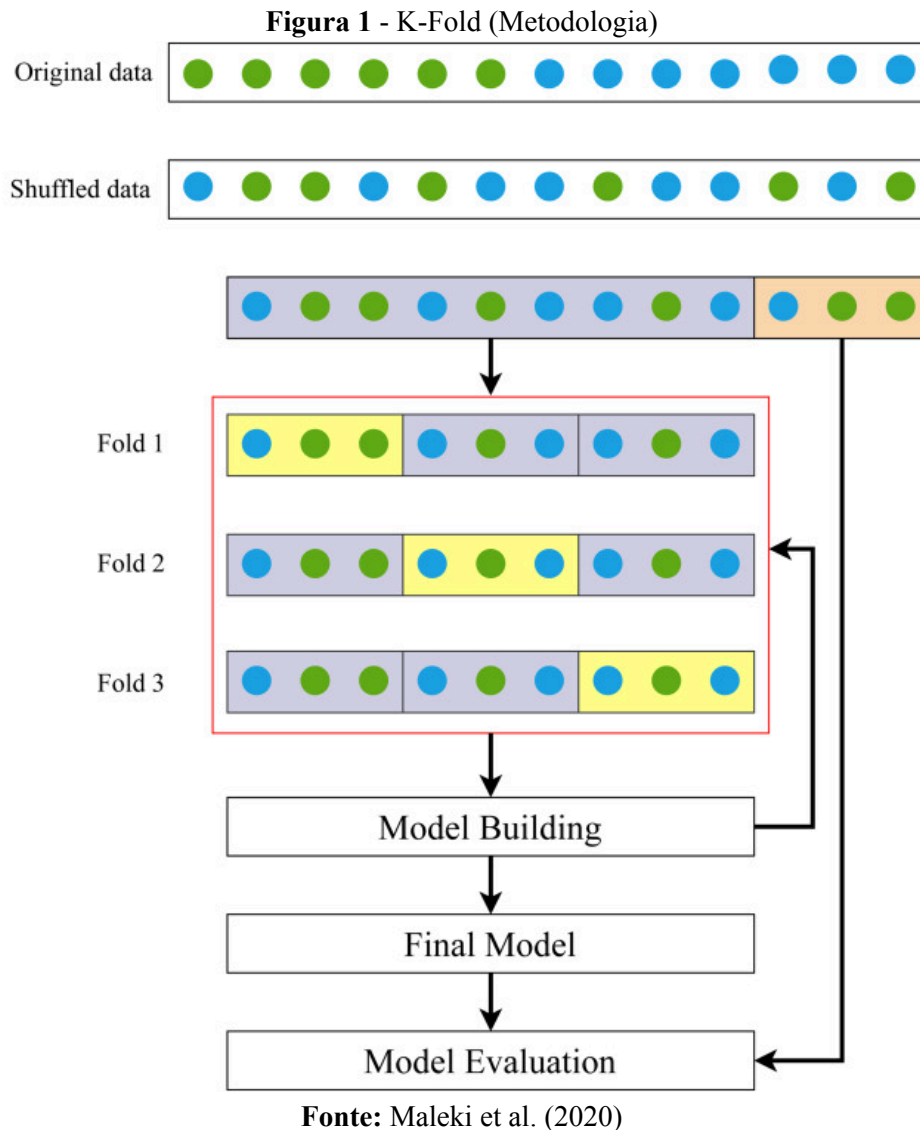 Figura 1 - K-Fold (Metodologia)
Original data
Shuffled data
Fold 1
Fold 2
Fold 3
Model Building
Final Model
Model Evaluation
Fonte: Maleki et al. (2020)